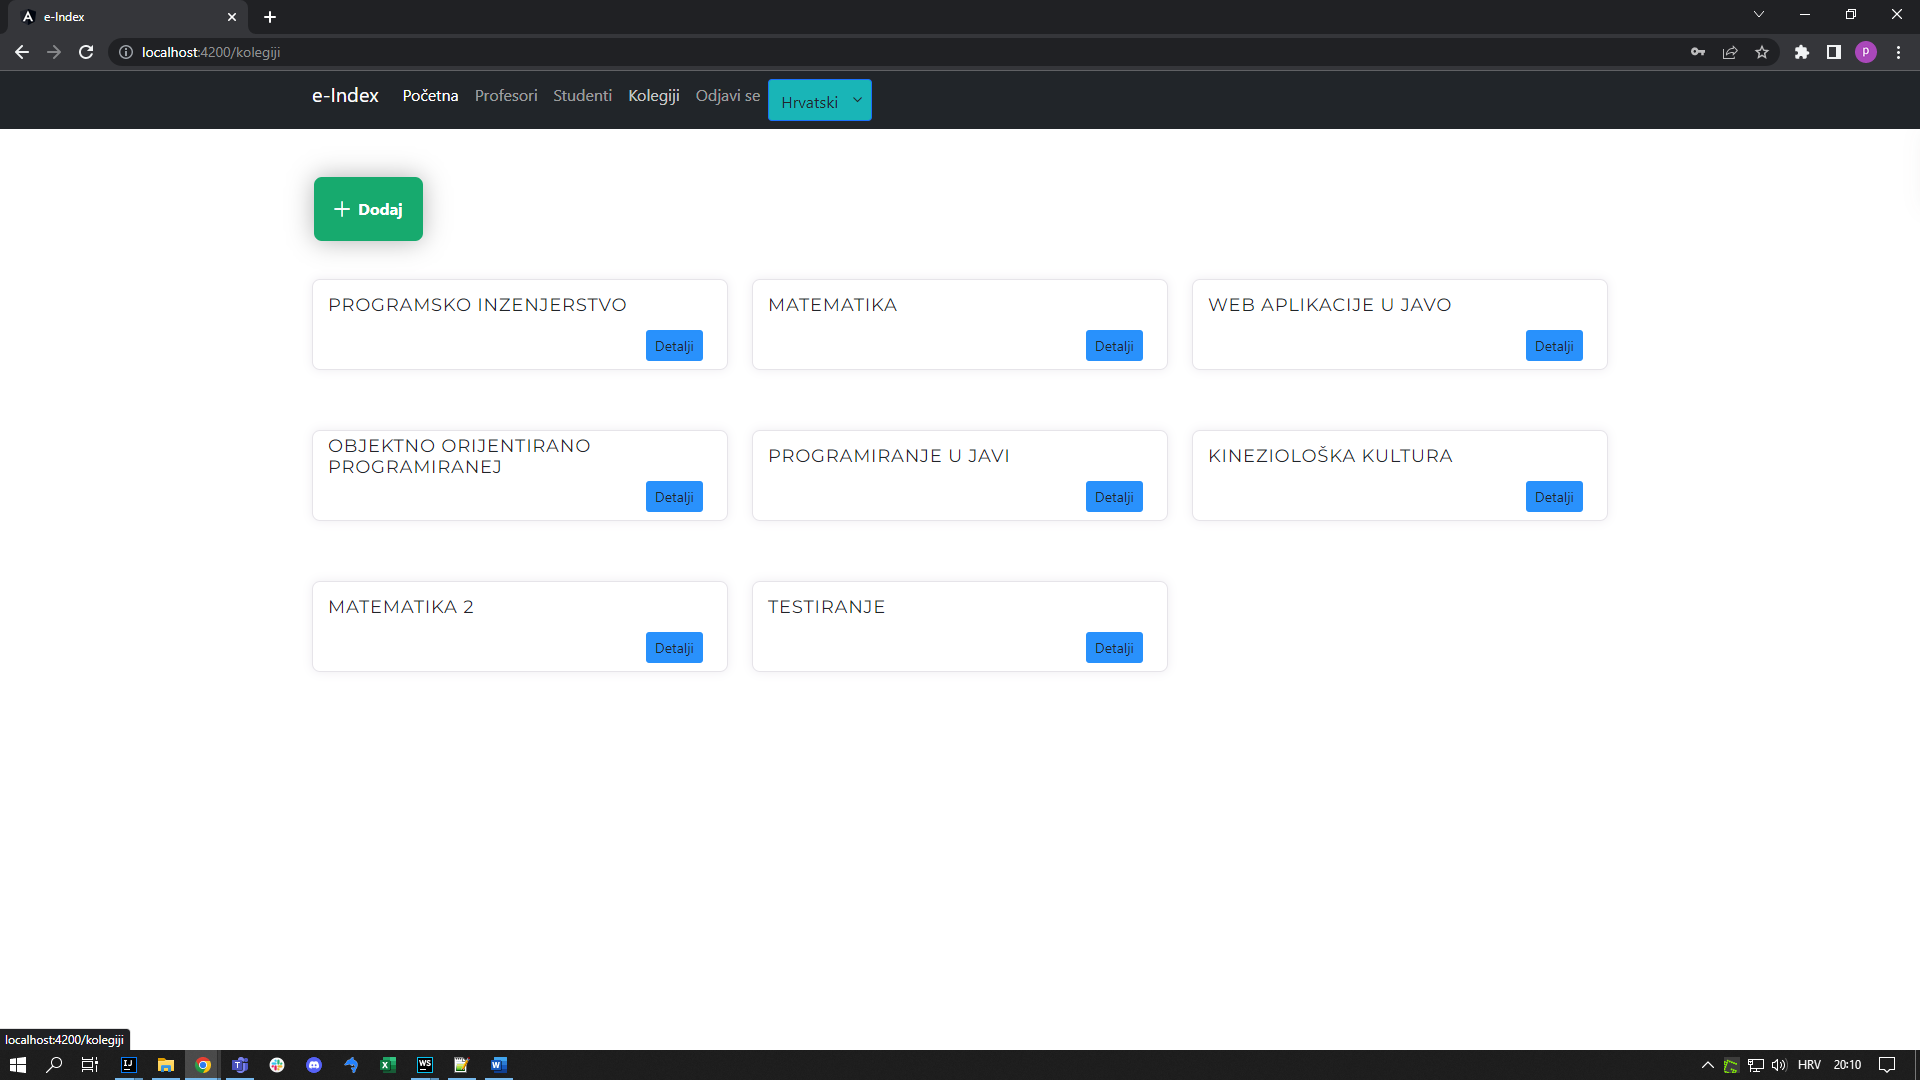 e-Index
localhost:4200/kolegiji
P
e-Index Početna Profesori Studenti Kolegiji Odjavi se Hrvatski
Dodaj
PROGRAMSKO INZENJERSTVO
Detalji
MATEMATIKA
Detalji
WEB APLIKACIJE U JAVO
Detalji
OBJEKTNO ORIJENTIRANO
PROGRAMIRANEJ
Detalji
PROGRAMIRANJE U JAVI
Detalji
KINEZIOLOŠKA KULTURA
Detalji
MATEMATIKA 2
Detalji
TESTIRANJE
Detalji
localhost:4200/kolegiji
HRV 20:10